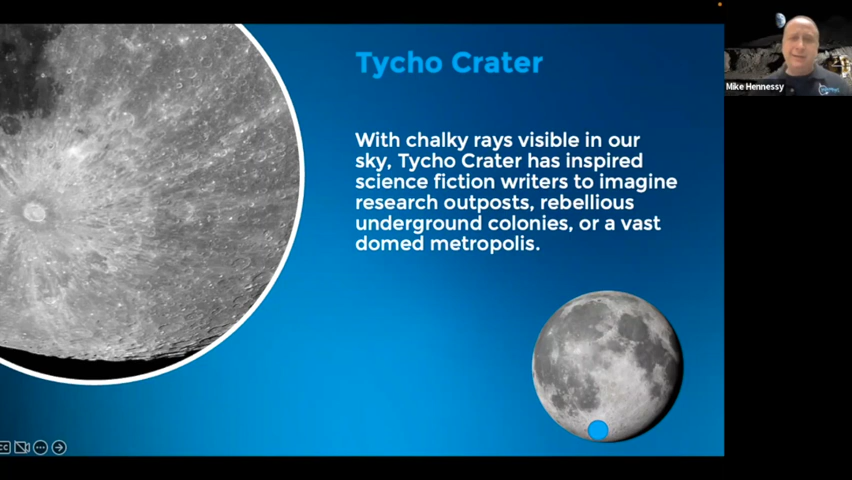 Tycho Crater
With chalky rays visible in our
sky, Tycho Crater has inspired
science fiction writers to imagine
research outposts, rebellious
underground colonies, or a vast
domed metropolis.
Mike Hennessy
CC